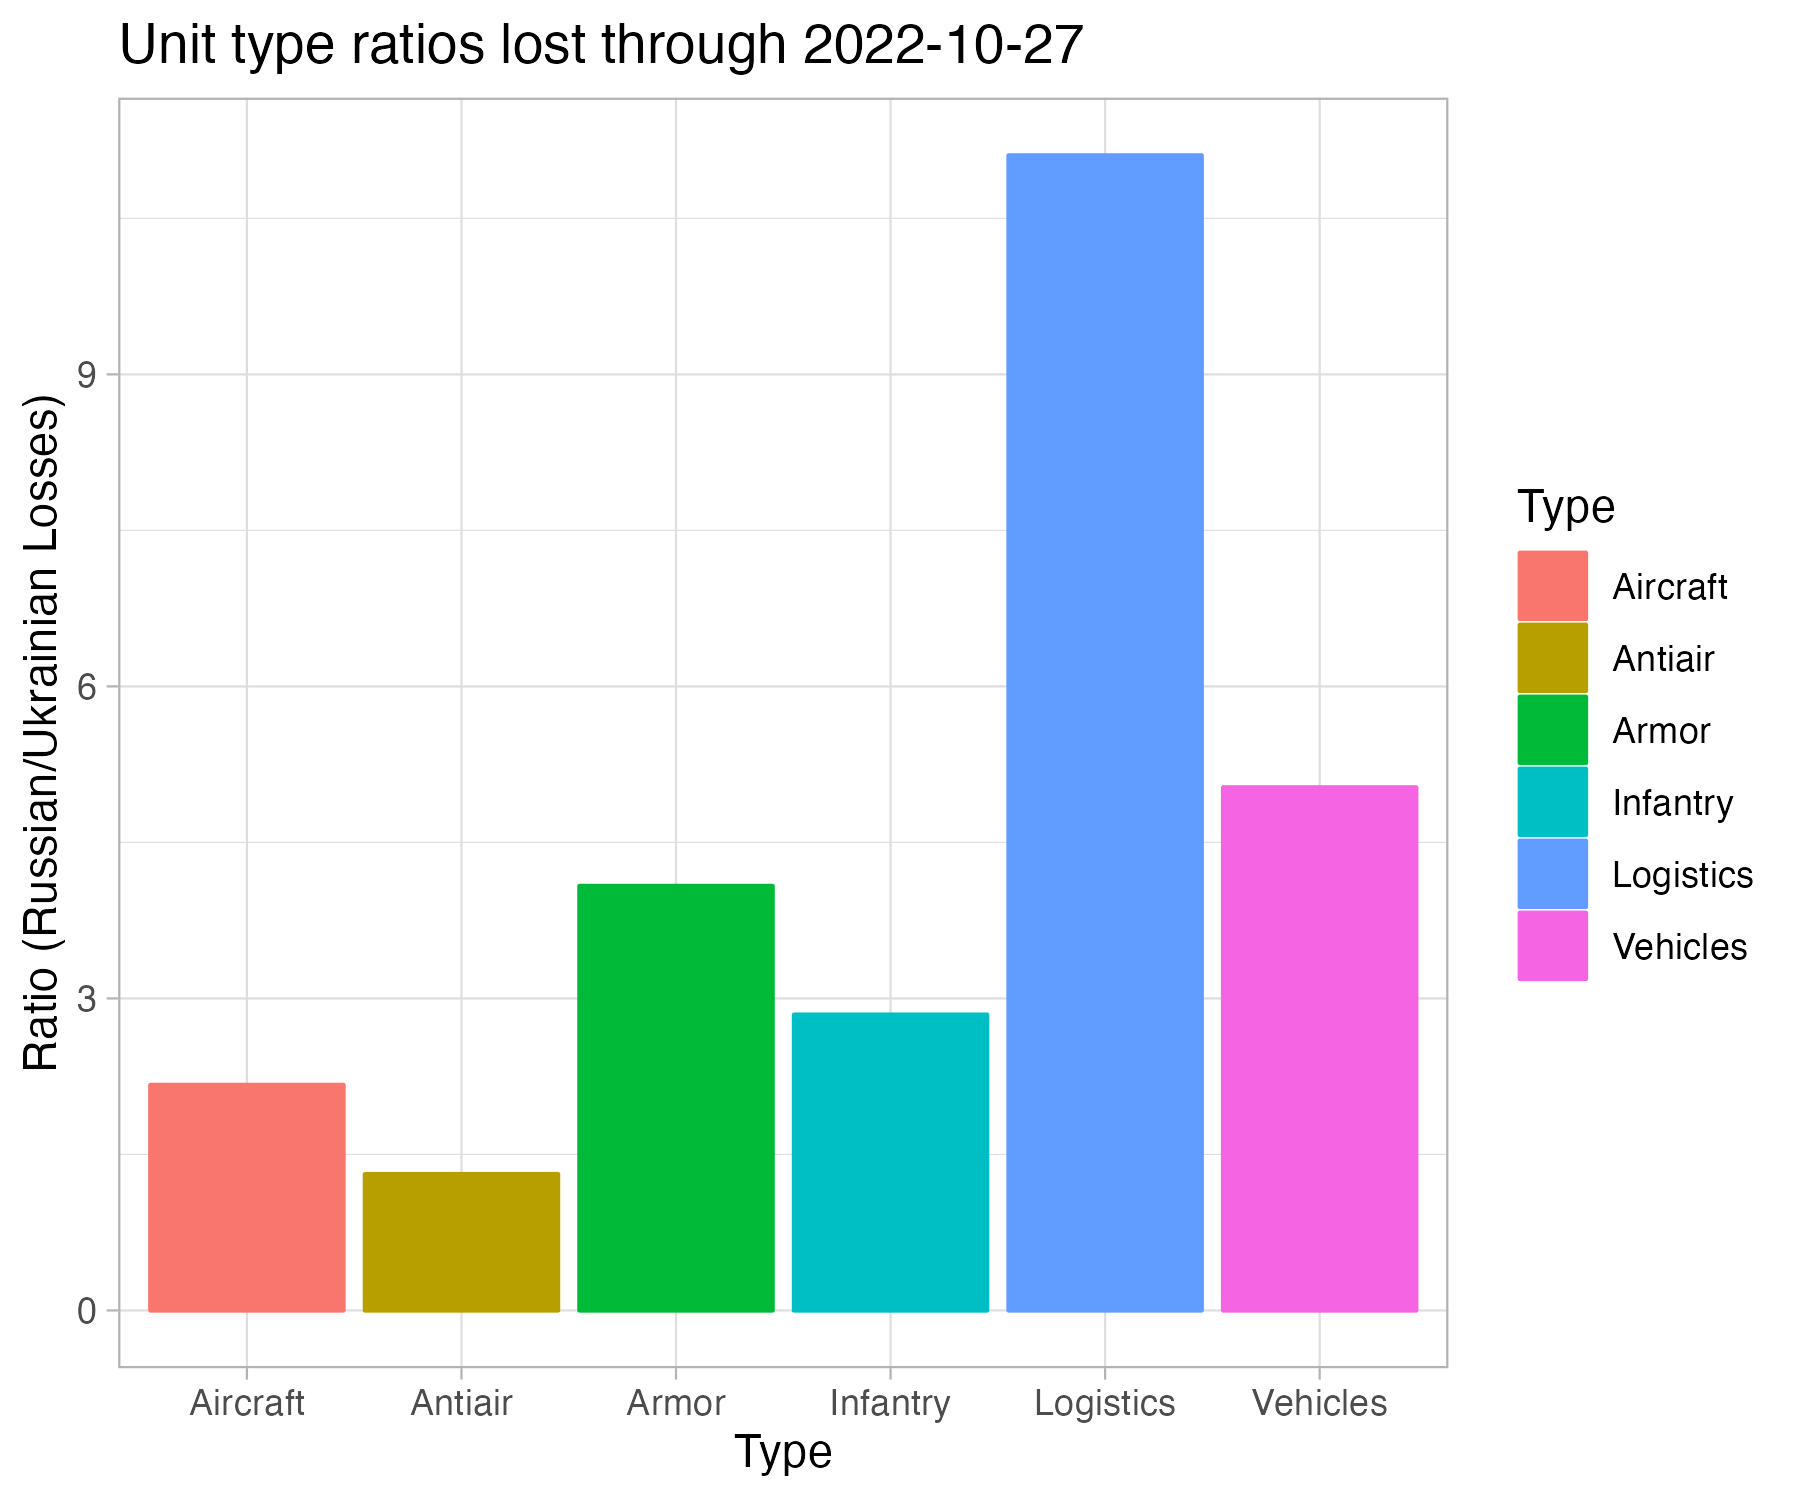 Unit type ratios lost through 2022-10-27
Ratio (Russian/Ukrainian Losses)
9
6
3
0
Aircraft
Antiair
Armor
Infantry
Logistics
Vehicles
Type
Type
Aircraft
Antiair
Armor
Infantry
Logistics
Vehicles